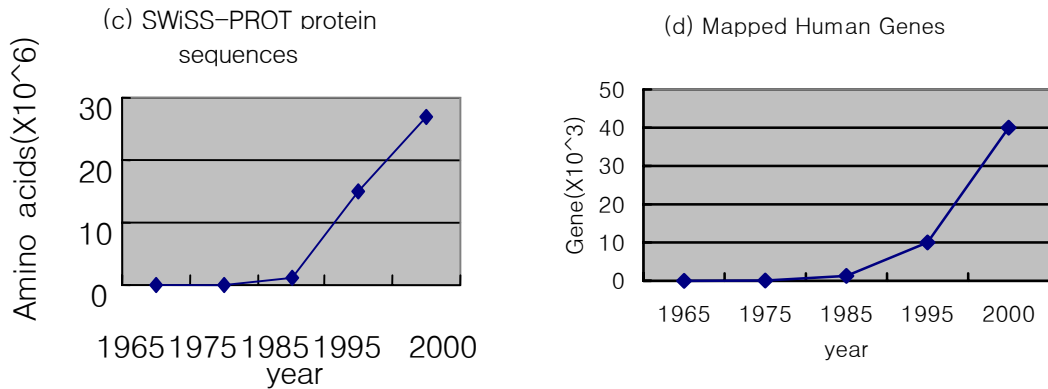 (c) SWiSS-PROT protein
sequences
Amino acids(X10^6)
30
20
10
0
1965 1975 1985 1995 2000
year
(d) Mapped Human Genes
Gene(X10^3)
50
40
30
20
10
0
1965 1975 1985 1995 2000
year